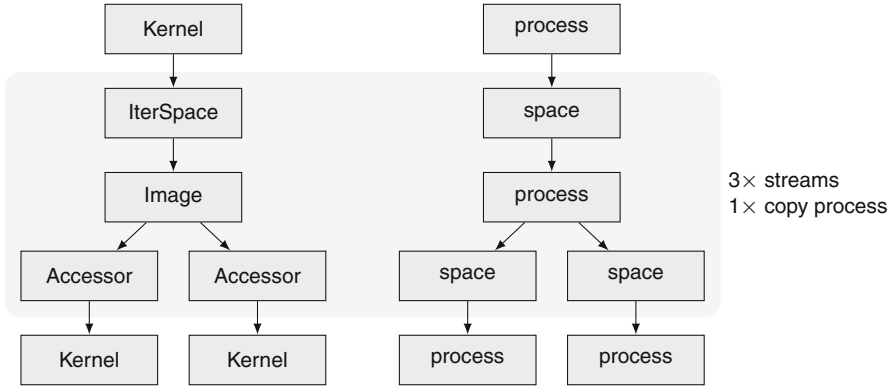 Kernel
process
IterSpace
space
Image
process
3× streams
1× copy process
Accessor
Accessor
space
space
Kernel
Kernel
process
process